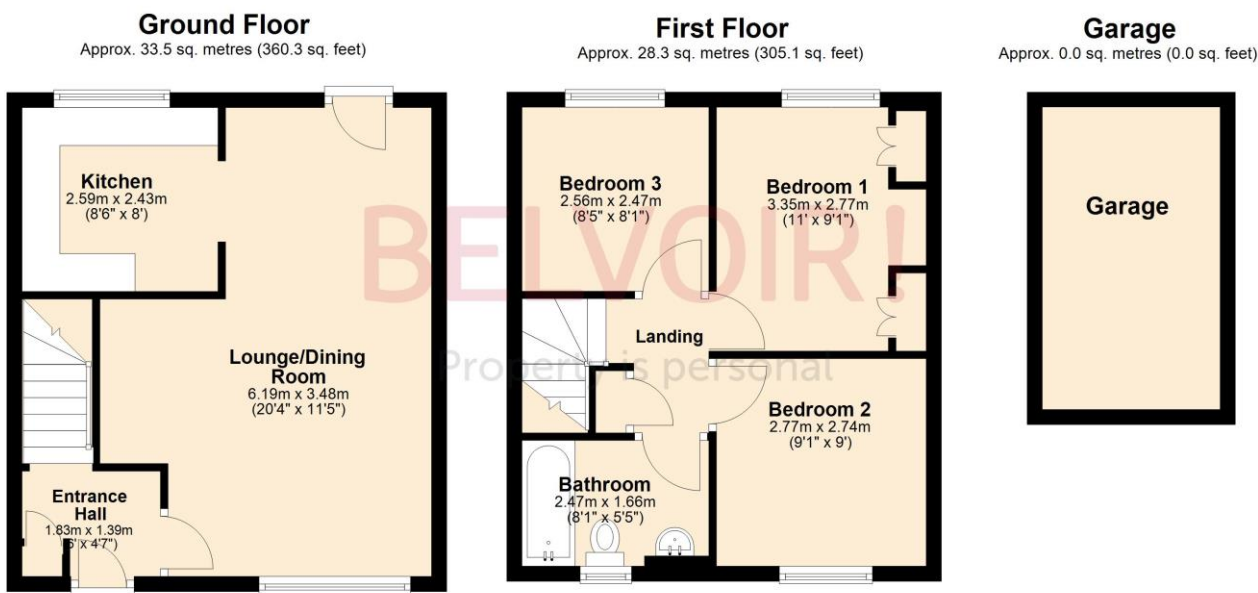 Ground Floor
Approx. 33.5 sq. metres (360.3 sq. feet)
Kitchen
2.59m x 2.43m
(8'6" x 8')
Lounge/Dining
Room
6.19m x 3.48m
(20'4" x 11'5")
Entrance
Hall
1.83m x 1.39m
(6' x 4'7")
First Floor
Approx. 28.3 sq. metres (305.1 sq. feet)
Bedroom 3
2.56m x 2.47m
(8'5" x 8'1")
Bedroom 1
3.35m x 2.77m
(11' x 9'1")
Landing
Bedroom 2
2.77m x 2.74m
(9'1" x 9')
Bathroom
2.47m x 1.66m
(8'1" x 5'5")
Garage
Approx. 0.0 sq. metres (0.0 sq. feet)
Garage
BELVOIR!
Property is personal